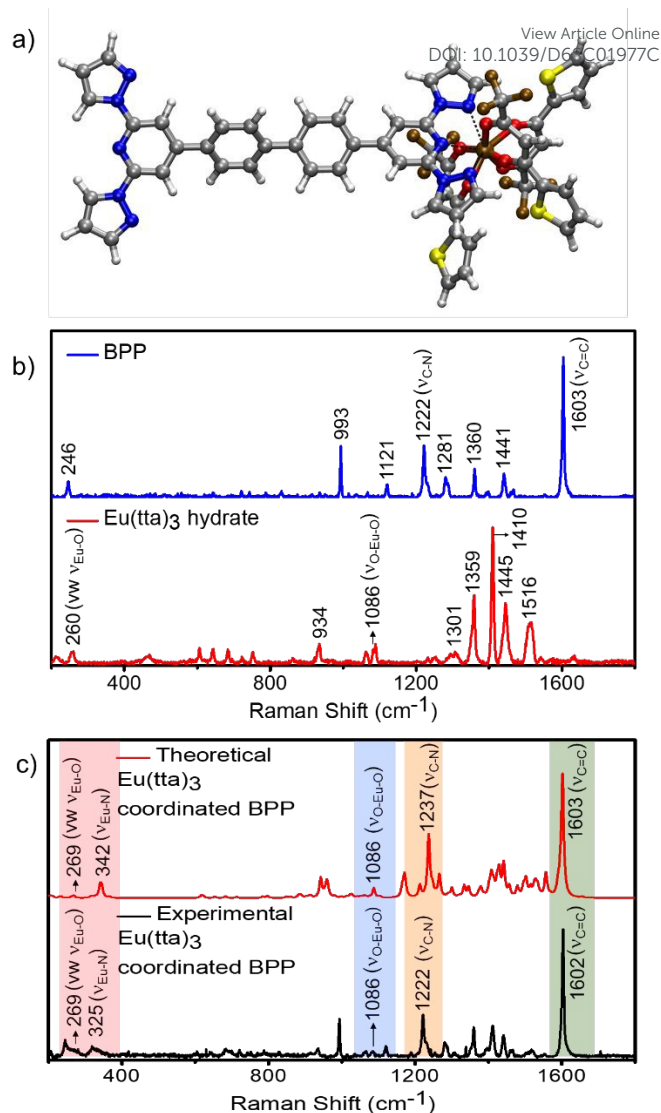 a)
View Article Online
DOI: 10.1039/D6SC01977C
b)
BPP
246
993
1121
1222 (νC-N)
1281
1360
1441
1603 (νC=C)
Eu(tta)3 hydrate
260 (vw νEu-O)
934
1086 (νO-Eu-O)
1301
1359
1410
1445
1516
400 800 1200 1600
Raman Shift (cm-1)
c)
Theoretical
Eu(tta)3
coordinated BPP
269 (vw νEu-O)
342 (νEu-N)
1086 (νO-Eu-O)
1237(νC-N)
1603 (νC=C)
Experimental
Eu(tta)3
coordinated BPP
269 (vw νEu-O)
325 (νEu-N)
1086 (νO-Eu-O)
1222 (νC-N)
1602 (νC=C)
400 800 1200 1600
Raman Shift (cm-1)